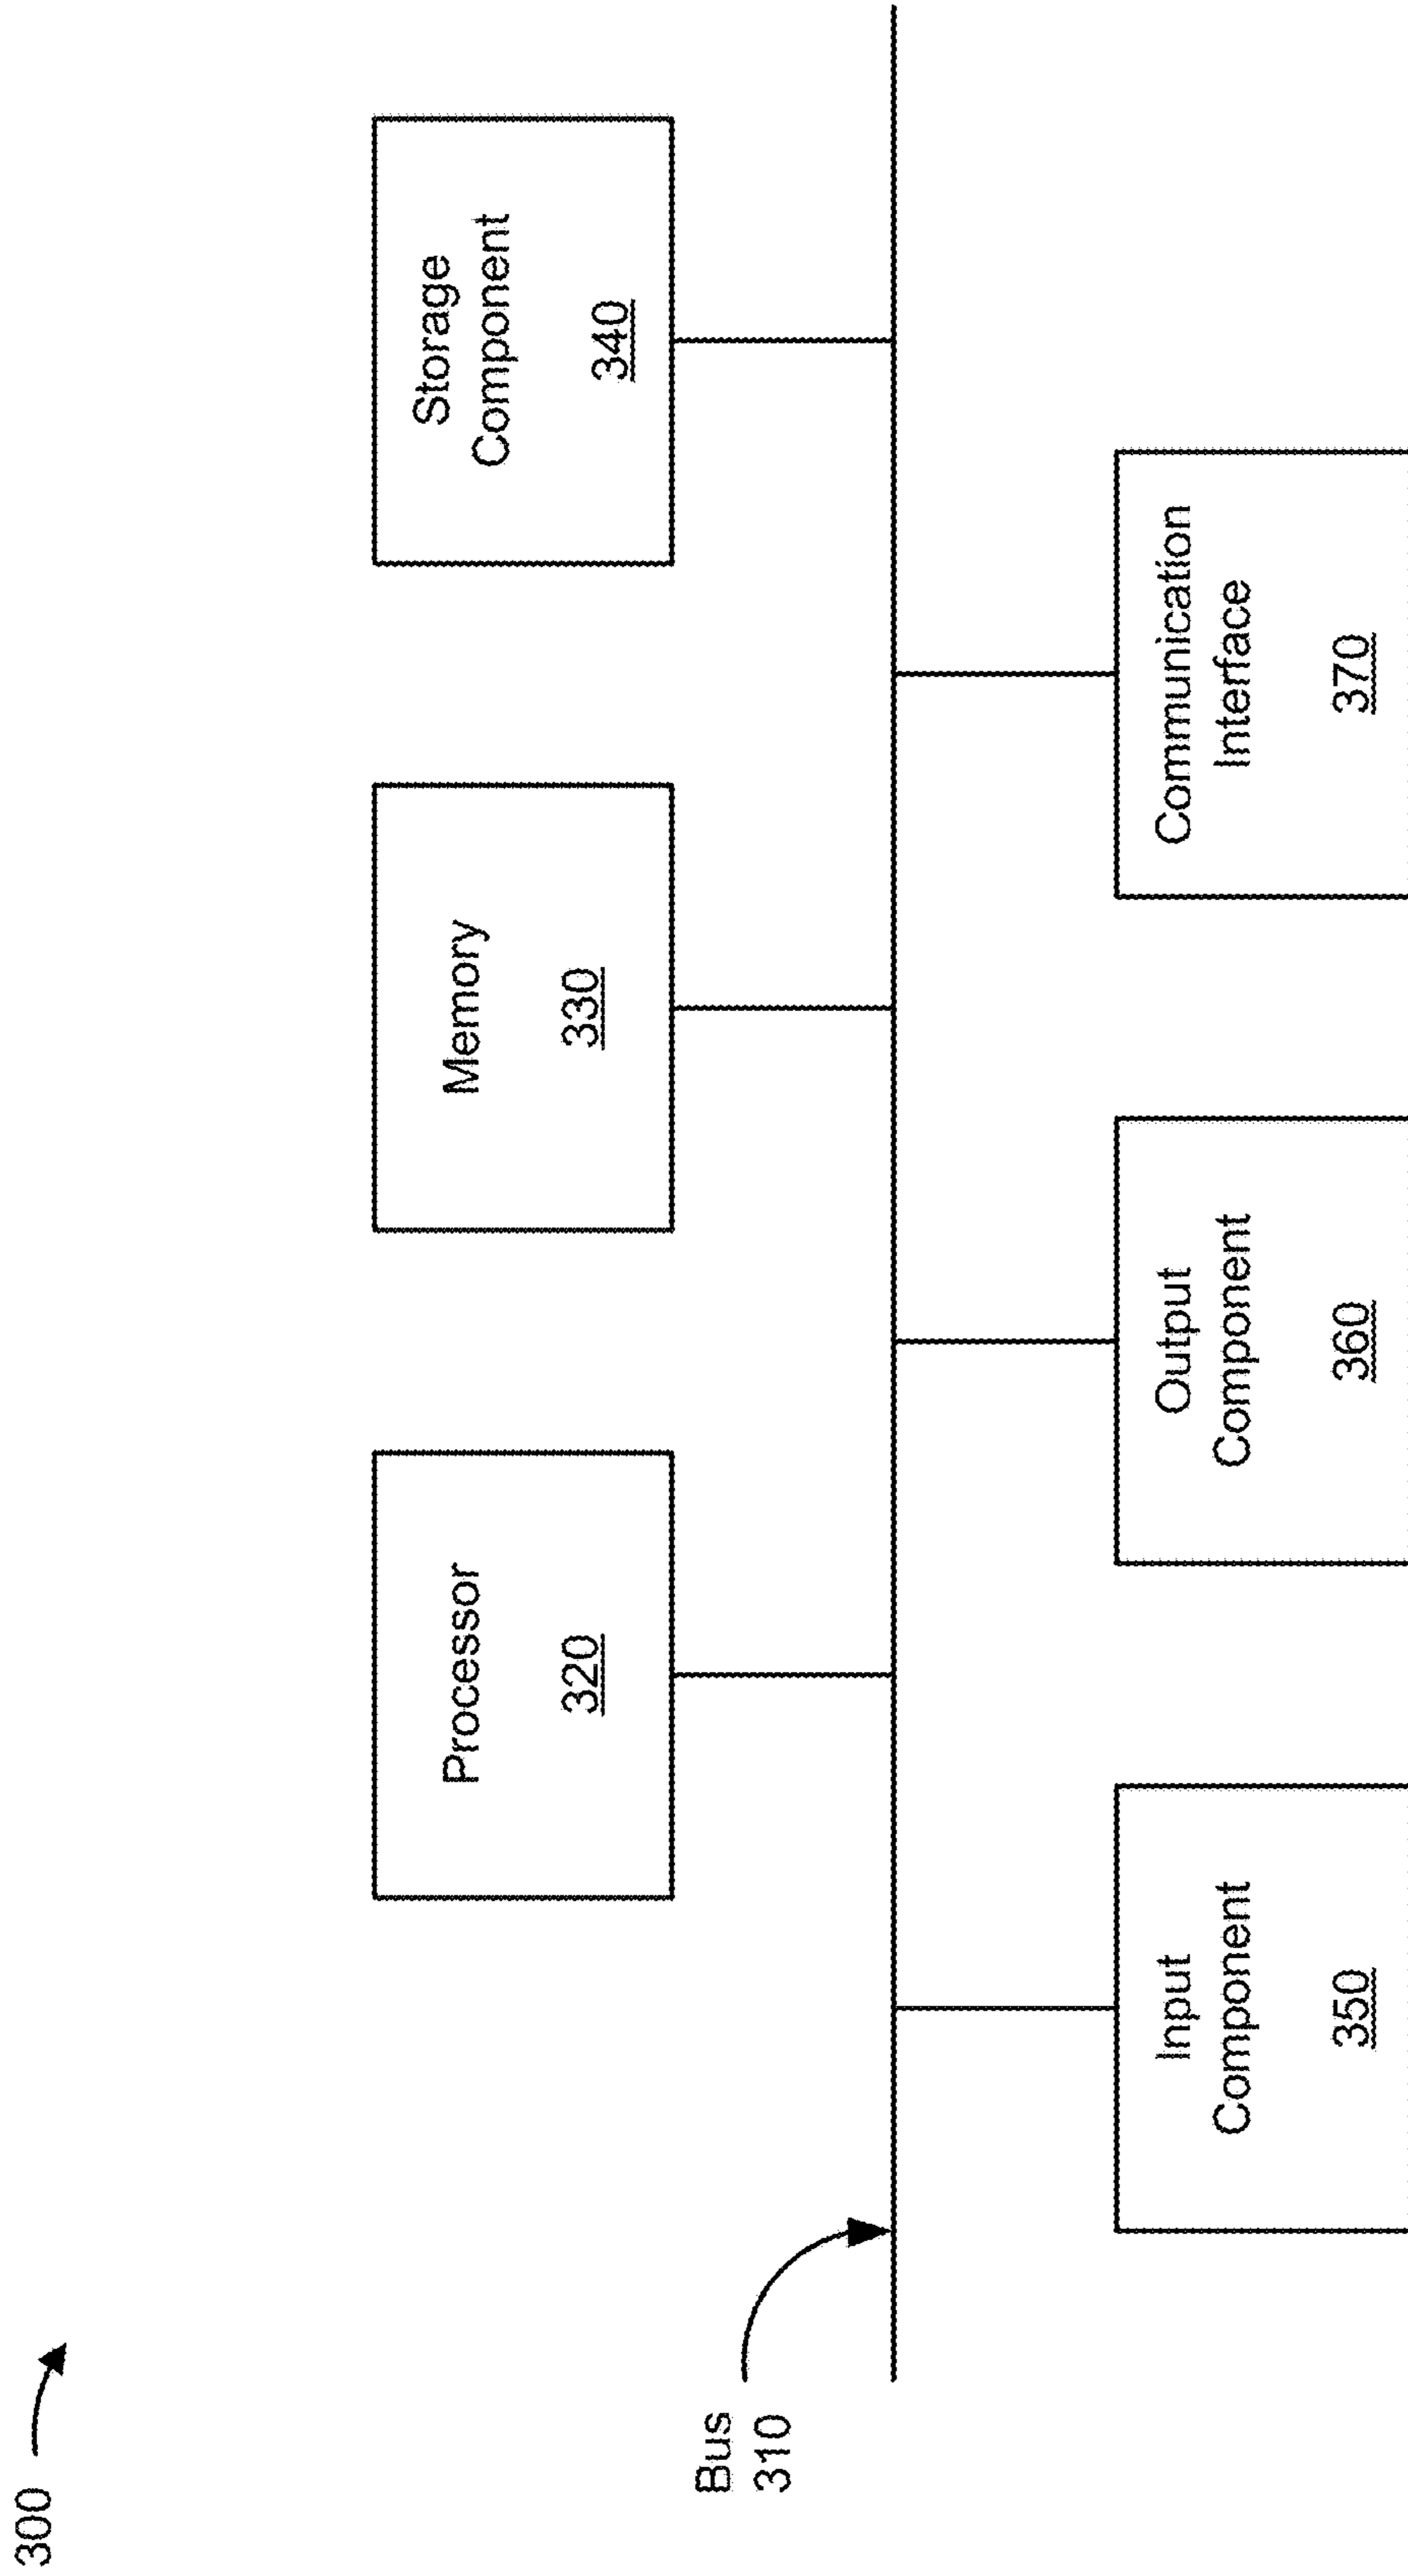 300
Processor
320
Memory
330
Storage
Component
340
Bus
310
Input
Component
350
Output
Component
360
Communication
Interface
370